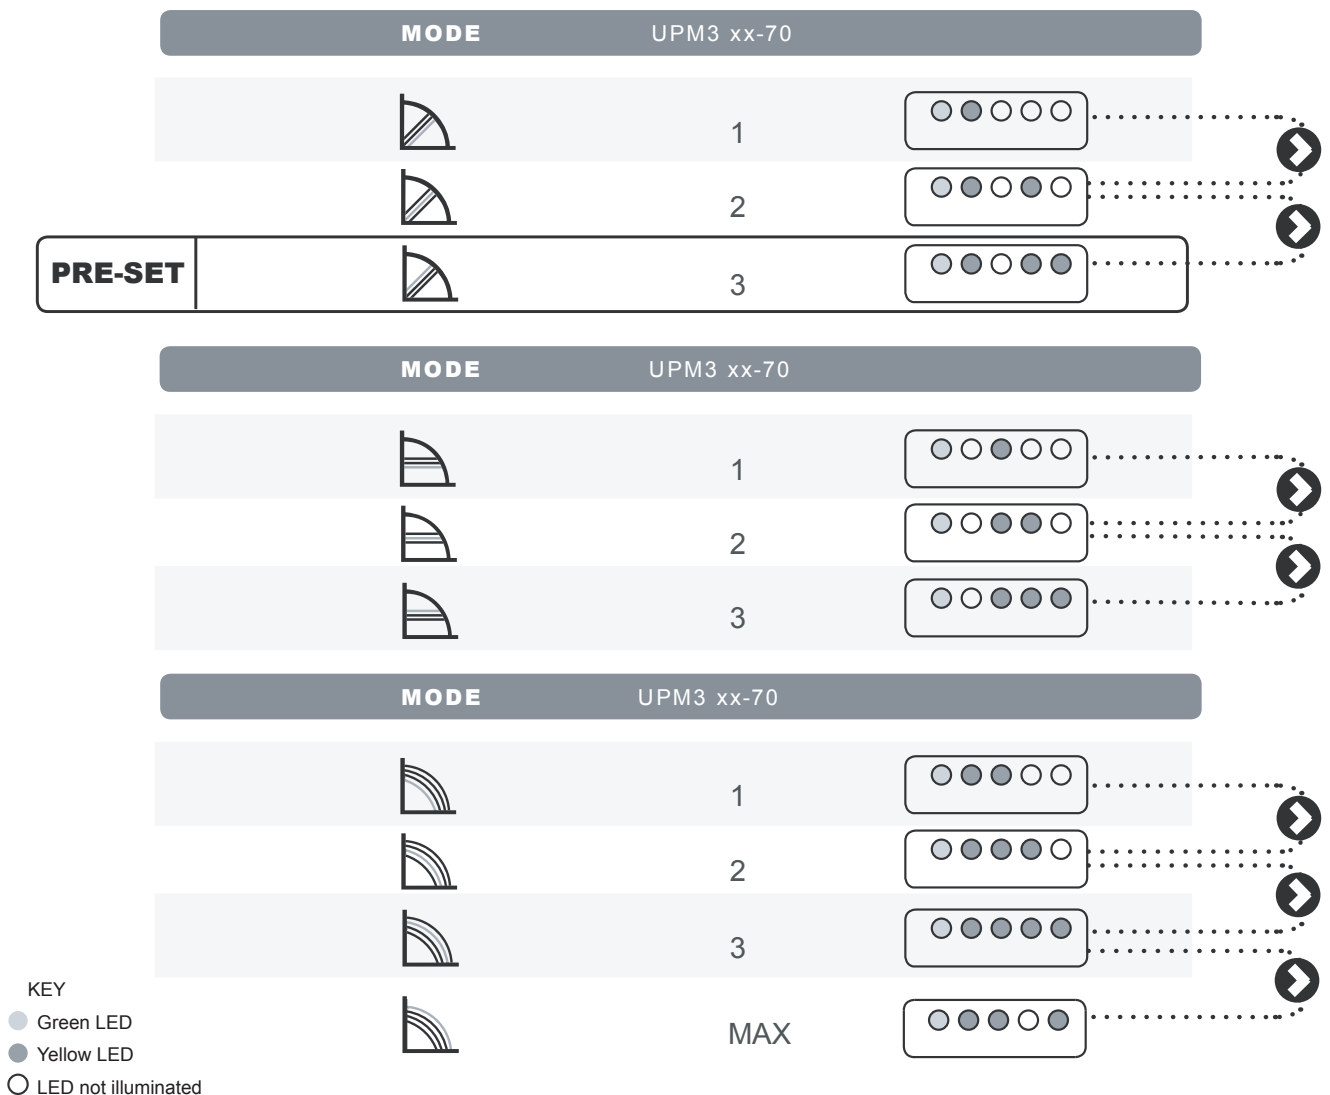 MODE UPM3 xx-70
1
2
PRE-SET 3
MODE UPM3 xx-70
1
2
3
MODE UPM3 xx-70
1
2
3
MAX
KEY
Green LED
Yellow LED
LED not illuminated